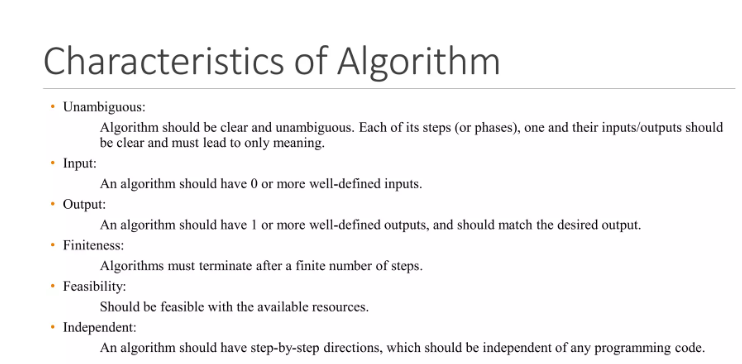 Characteristics of Algorithm
• Unambiguous:
Algorithm should be clear and unambiguous. Each of its steps (or phases), one and their inputs/outputs should
be clear and must lead to only meaning.
• Input:
An algorithm should have 0 or more well-defined inputs.
• Output:
An algorithm should have 1 or more well-defined outputs, and should match the desired output.
• Finiteness:
Algorithms must terminate after a finite number of steps.
• Feasibility:
Should be feasible with the available resources.
• Independent:
An algorithm should have step-by-step directions, which should be independent of any programming code.